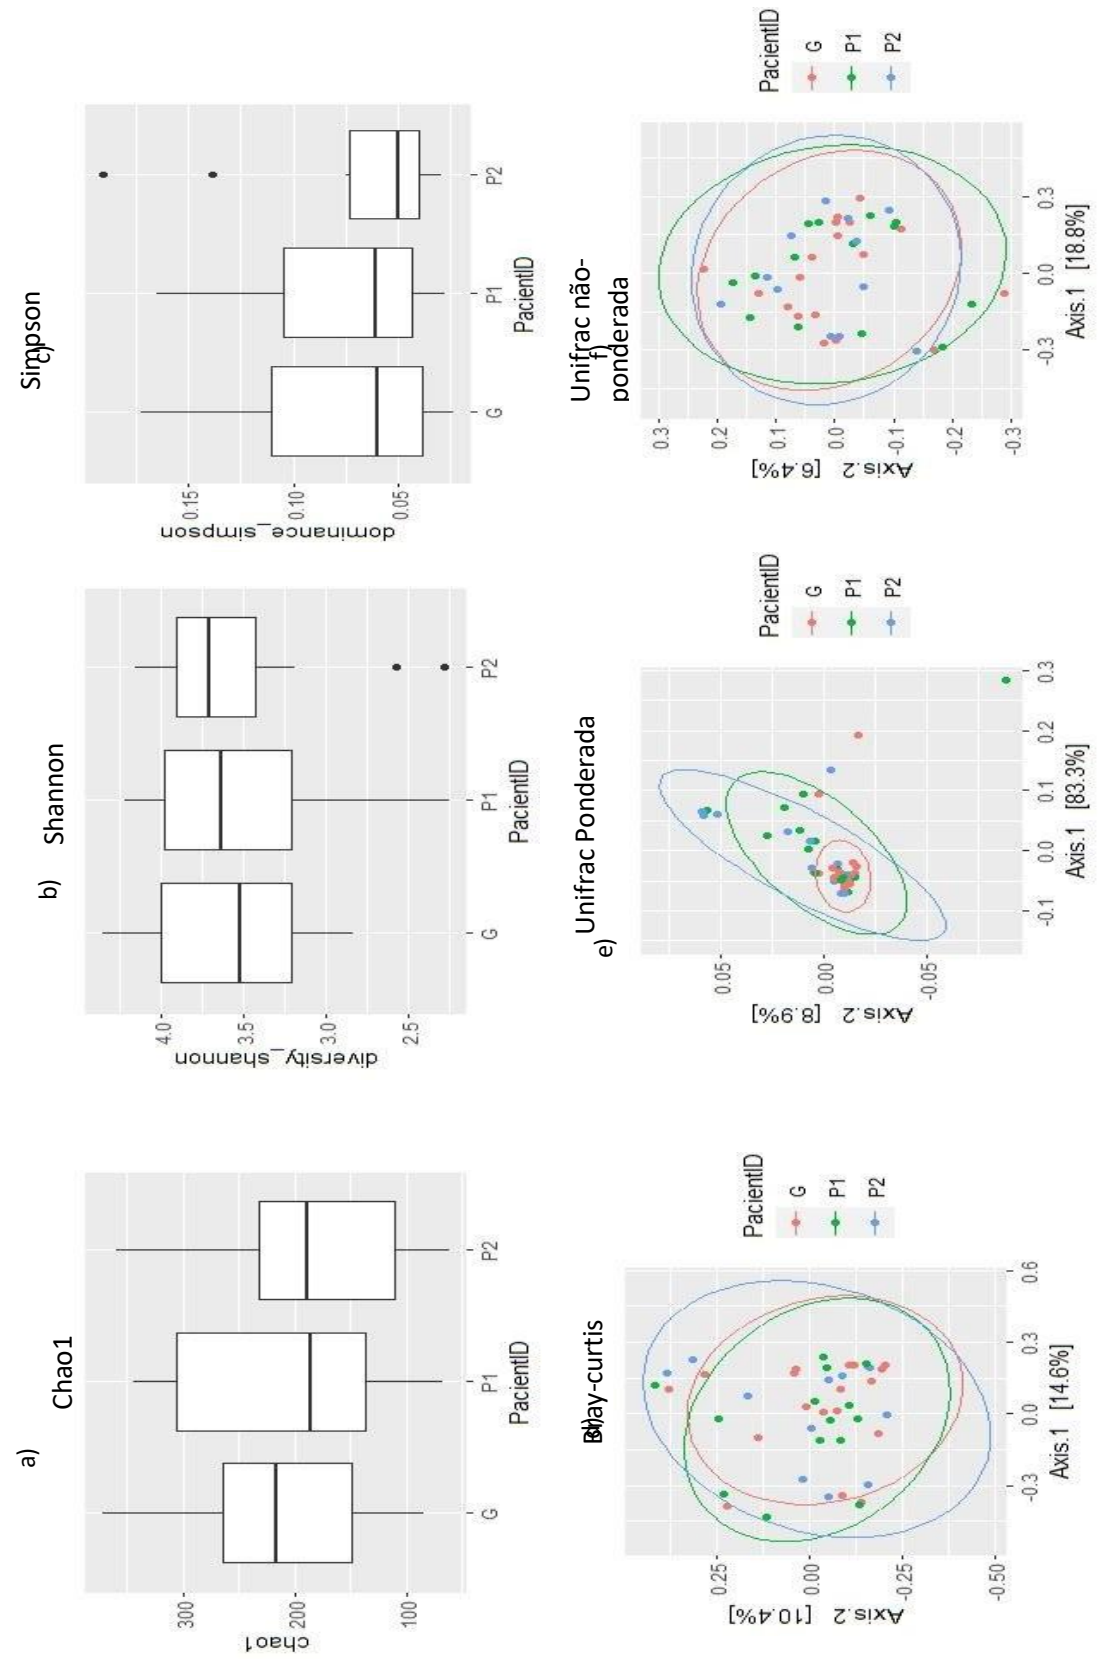 a)
Chao1
chao1
300
200
100
G
P1
P2
PacientID
b)
Shannon
diversity_shannon
4.0
3.5
3.0
2.5
G
P1
P2
PacientID
c)
Simpson
dominance_simpson
0.15
0.10
0.05
G
P1
P2
PacientID
Bray-curtis
Axis.2 [10.4%]
0.25
0.00
-0.25
-0.50
-0.3
0.0
0.3
0.6
Axis.1 [14.6%]
PacientID
G
P1
P2
e)
Unifrac Ponderada
Axis.2 [8.9%]
0.05
0.00
-0.05
-0.1
0.0
0.1
0.2
0.3
Axis.1 [83.3%]
PacientID
G
P1
P2
f)
Unifrac não-
ponderada
Axis.2 [6.4%]
0.3
0.2
0.1
0.0
-0.1
-0.2
-0.3
-0.3
0.0
0.3
Axis.1 [18.8%]
PacientID
G
P1
P2